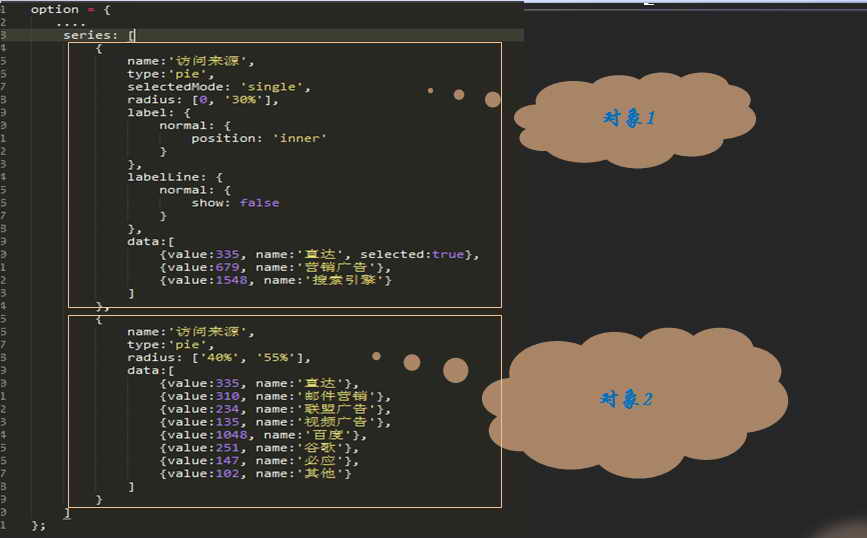 1 option = {
2 ....
3 series: [
4 {
5 name:'访问来源',
6 type:'pie',
7 selectedMode: 'single',
8 radius: [0, '30%'],
9 label: {
0 normal: {
1 position: 'inner'
2 }
3 },
4 labelLine: {
5 normal: {
6 show: false
7 }
8 },
9 data:[
0 {value:335, name:'直达', selected:true},
1 {value:679, name:'营销广告'},
2 {value:1548, name:'搜索引擎'}
3 ]
4 },
5 {
6 name:'访问来源',
7 type:'pie',
8 radius: ['40%', '55%'],
9 data:[
0 {value:335, name:'直达'},
1 {value:310, name:'邮件营销'},
2 {value:234, name:'联盟广告'},
3 {value:135, name:'视频广告'},
4 {value:1048, name:'百度'},
5 {value:251, name:'谷歌'},
6 {value:147, name:'必应'},
7 {value:102, name:'其他'}
8 ]
9 }
0 ]
1 };
对象1
对象2